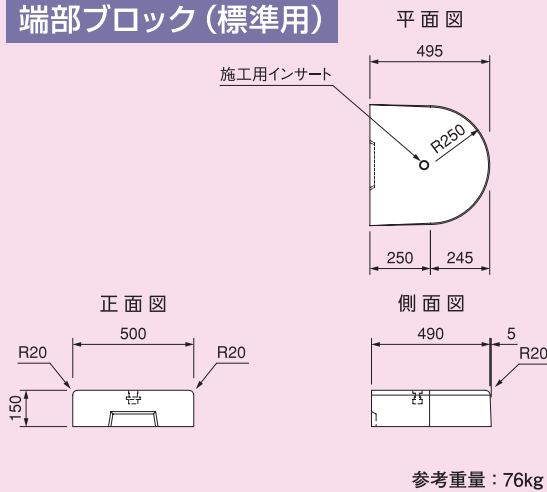 端部ブロック（標準用）
平面図
495
施工用インサート
R250
250
245
正面図
500
R20
R20
150
側面図
490
5
R20
参考重量：76kg